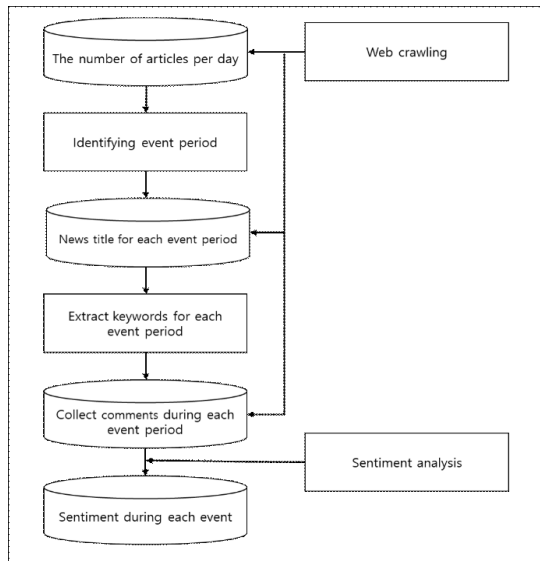 The number of articles per day
Web crawling
Identifying event period
News title for each event period
Extract keywords for each
event period
Collect comments during each
event period
Sentiment analysis
Sentiment during each event